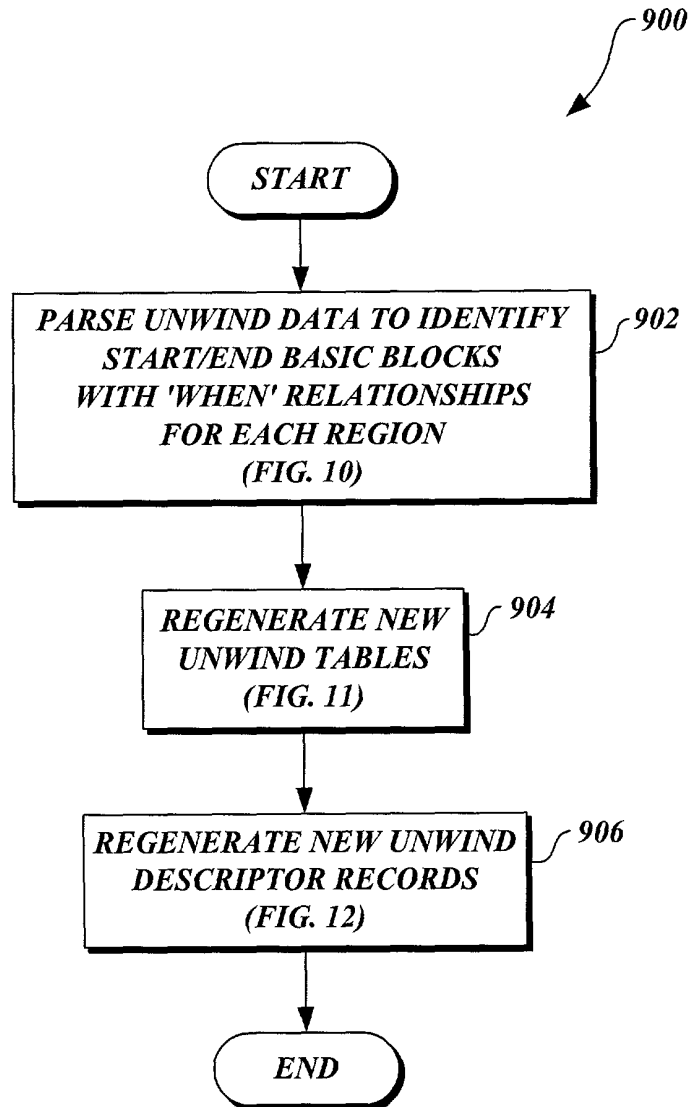 900
START
PARSE UNWIND DATA TO IDENTIFY
START/END BASIC BLOCKS
WITH 'WHEN' RELATIONSHIPS
FOR EACH REGION
(FIG. 10)
902
REGENERATE NEW
UNWIND TABLES
(FIG. 11)
904
REGENERATE NEW UNWIND
DESCRIPTOR RECORDS
(FIG. 12)
906
END